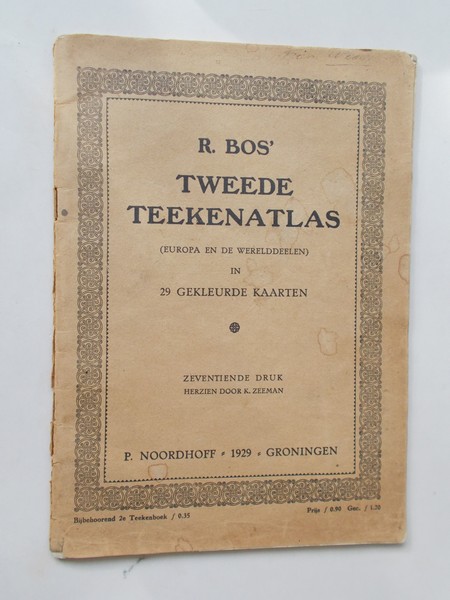 R. BOS'
TWEEDE
TEEKENATLAS
(EUROPA EN DE WERELDDEELEN)
IN
29 GEKLEURDE KAARTEN
ZEVENTIENDE DRUK
HERZIEN DOOR K. ZEEMAN
P. NOORDHOFF * 1929 * GRONINGEN
Bijbehoorend 2e Teekenboek ƒ 0.35
Prijs ƒ 0.90 Gec. ƒ 1.20